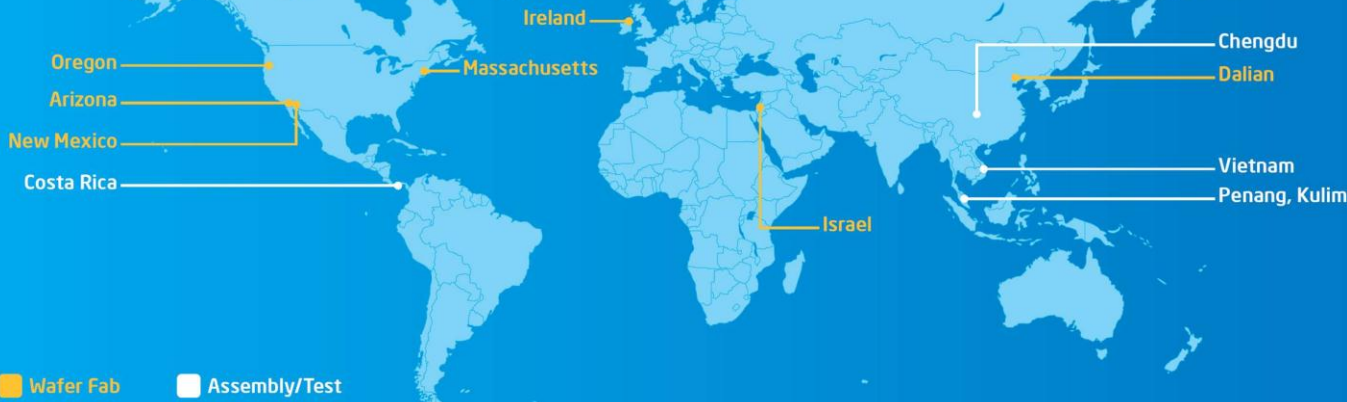 Ireland
Oregon
Massachusetts
Arizona
New Mexico
Costa Rica
Israel
Chengdu
Dalian
Vietnam
Penang, Kulim
Wafer Fab
Assembly/Test